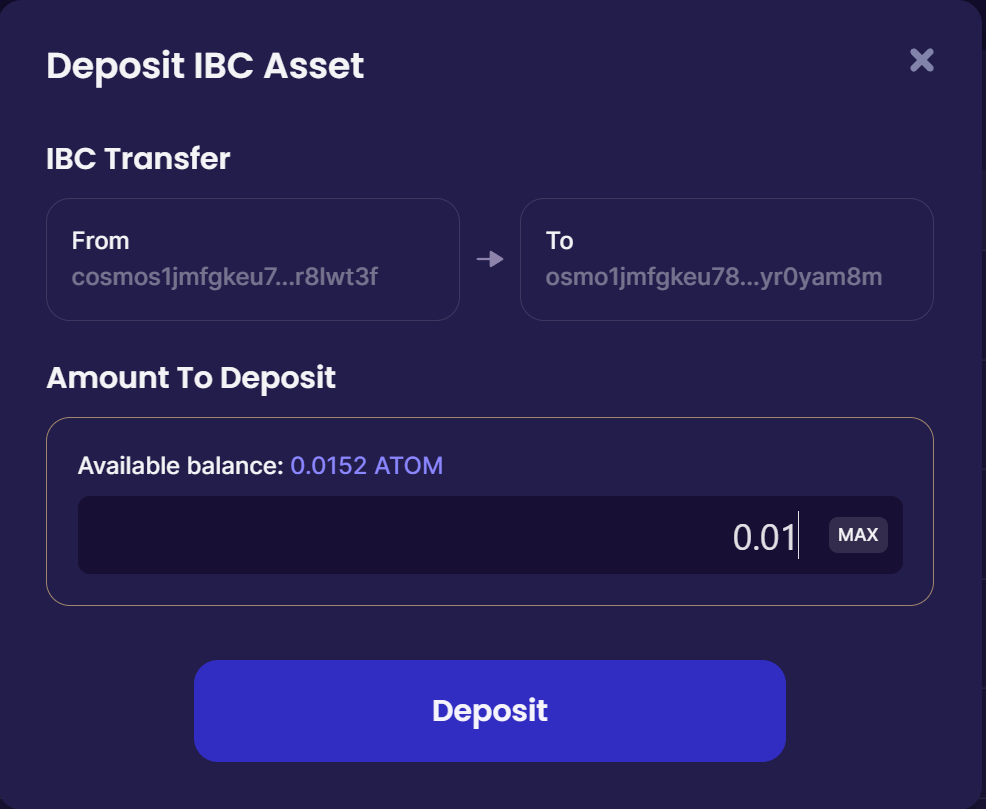 Deposit IBC Asset
IBC Transfer
From
cosmos1jmfgkeu7...r8lwt3f
To
osmo1jmfgkeu78...yr0yam8m
Amount To Deposit
Available balance: 0.0152 ATOM
0.01
MAX
Deposit